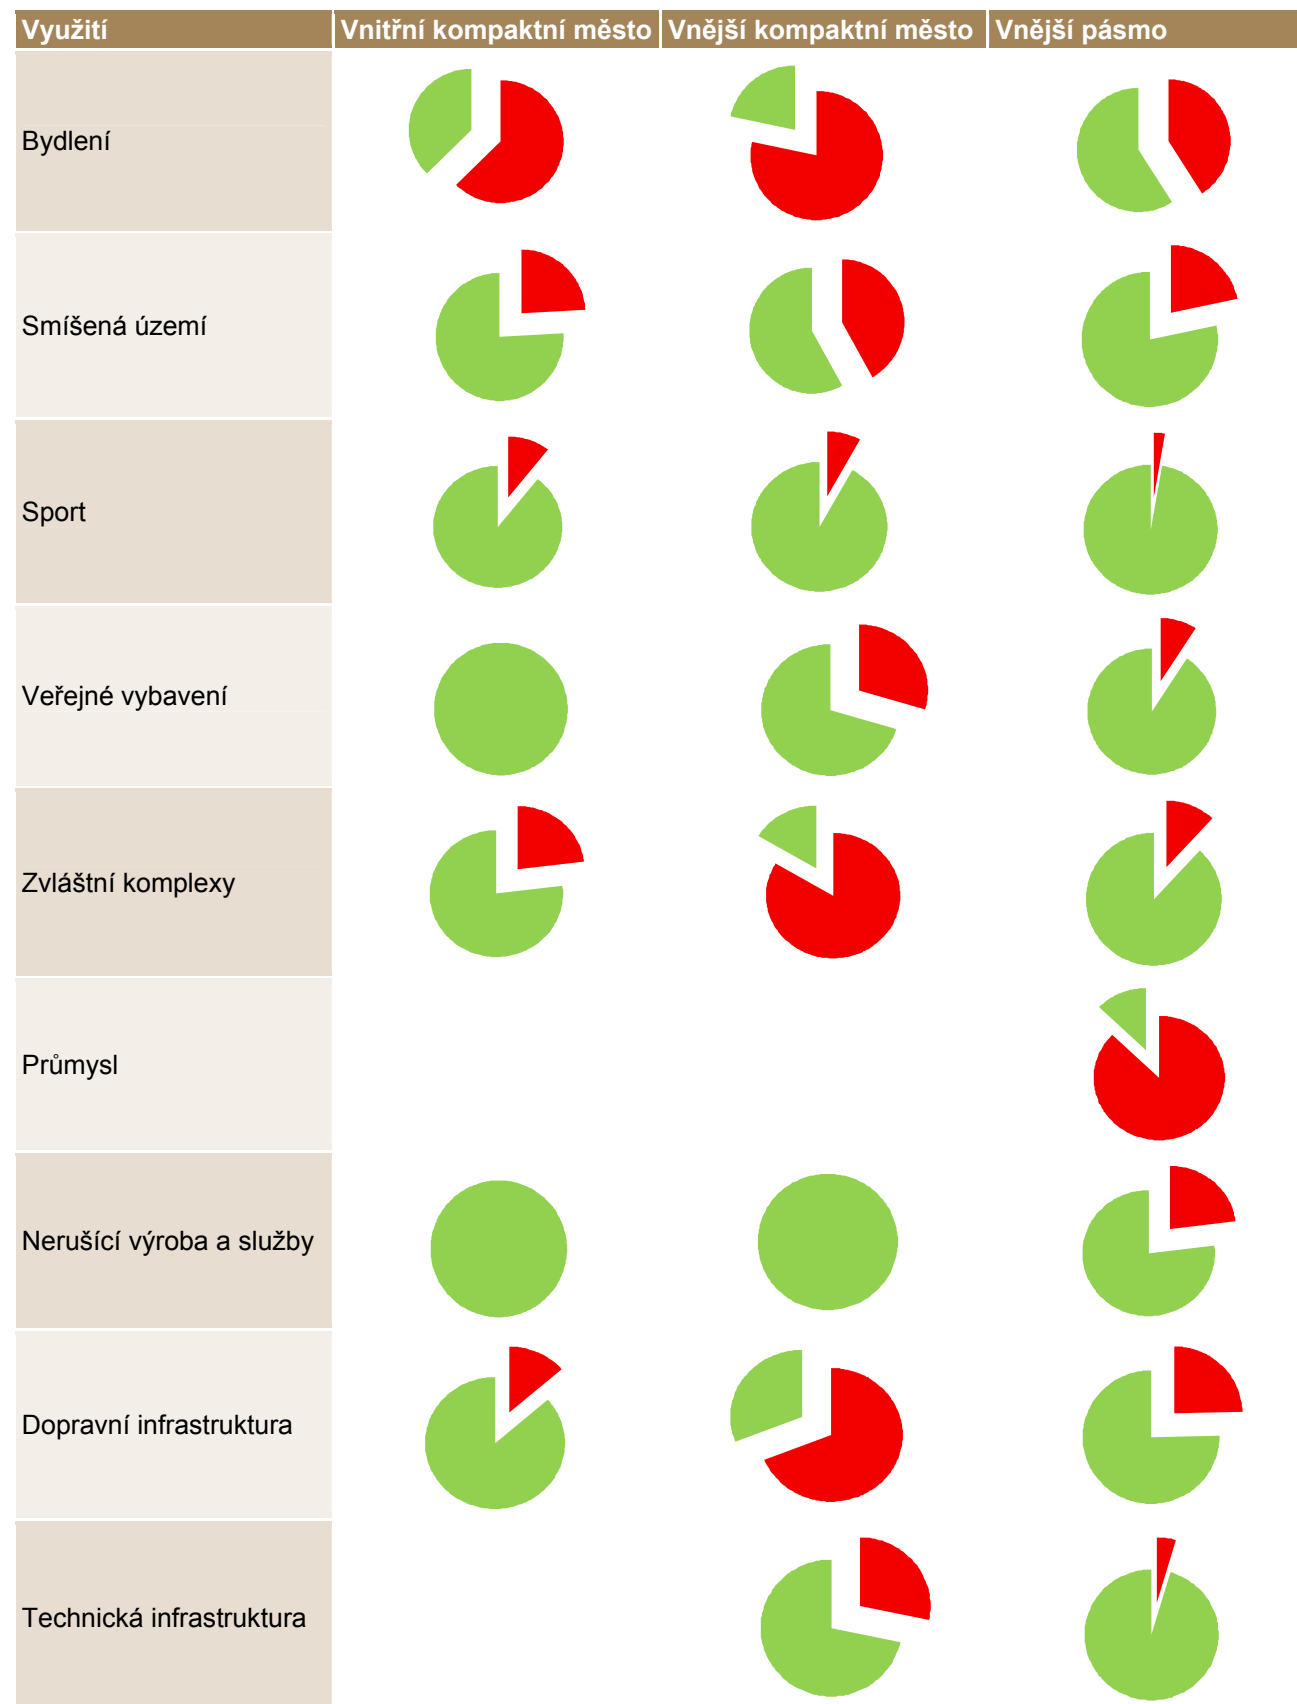 Využití Vnitřní kompaktní město Vnější kompaktní město Vnější pásmo
Bydlení
Smíšená území
Sport
Veřejné vybavení
Zvláštní komplexy
Průmysl
Nerušící výroba a služby
Dopravní infrastruktura
Technická infrastruktura